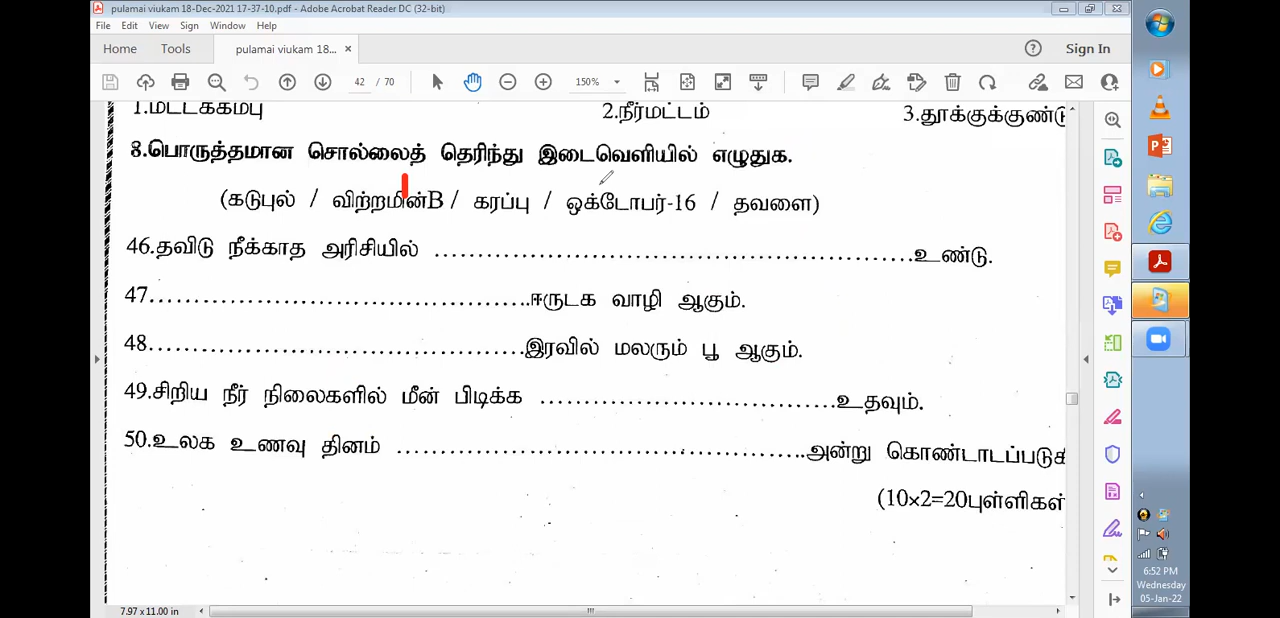 pulamai viukam 18-Dec-2021 17-37-10.pdf - Adobe Acrobat Reader DC (32-bit)
File Edit View Sign Window Help
Home Tools pulamai viukam 18... × Sign In
42 / 70 150%
1.மட்டக்கம்பு 2.நீர்மட்டம் 3.தூக்குக்குண்டு
8.பொருத்தமான சொல்லைத் தெரிந்து இடைவெளியில் எழுதுக.
(கடுபுல் / விற்றமின்B / கரப்பு / ஒக்டோபர்-16 / தவளை)
46.தவிடு நீக்காத அரிசியில் ........................................................உண்டு.
47.............................................ஈருடக வாழி ஆகும்.
48.............................................இரவில் மலரும் பூ ஆகும்.
49.சிறிய நீர் நிலைகளில் மீன் பிடிக்க ...................................உதவும்.
50.உலக உணவு தினம் ................................................அன்று கொண்டாடப்படுகி
(10×2=20புள்ளிகள்
7.97 x 11.00 in
6:52 PM
Wednesday
05-Jan-22